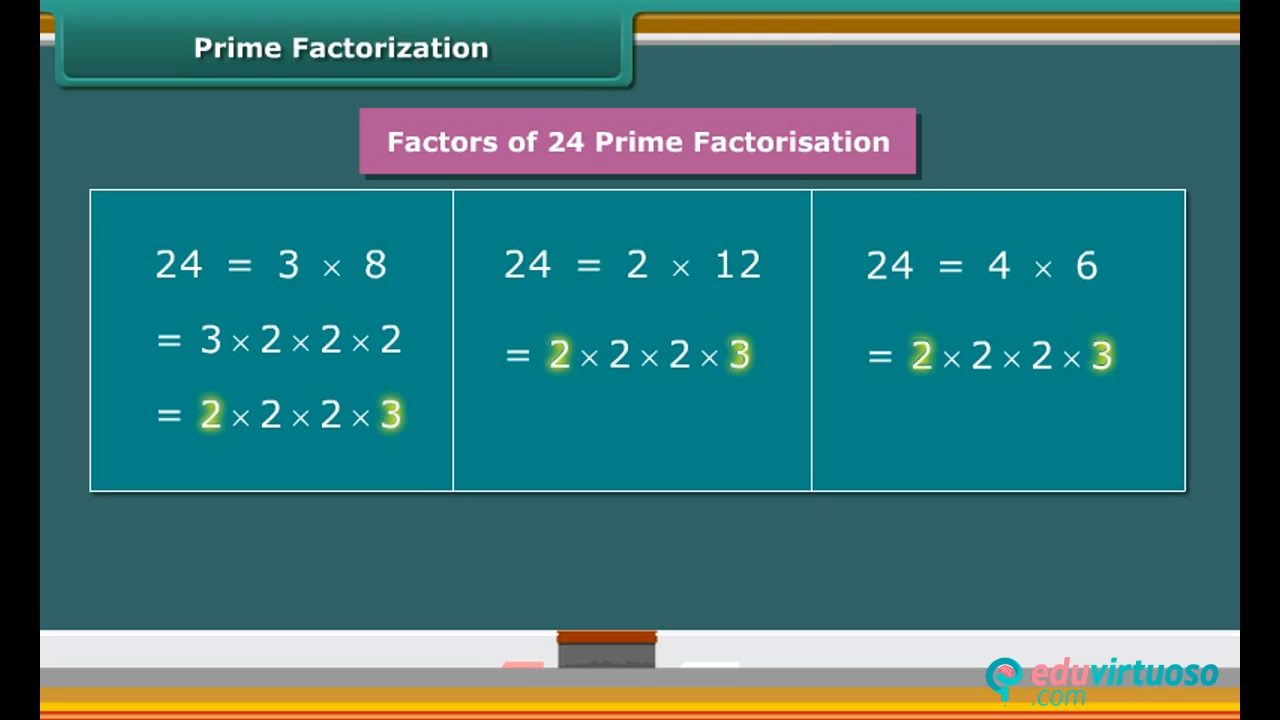 Prime Factorization
Factors of 24 Prime Factorisation
24 = 3 × 8
= 3 × 2 × 2 × 2
= 2 × 2 × 2 × 3
24 = 2 × 12
= 2 × 2 × 2 × 3
24 = 4 × 6
= 2 × 2 × 2 × 3
eduvirtuoso
.com